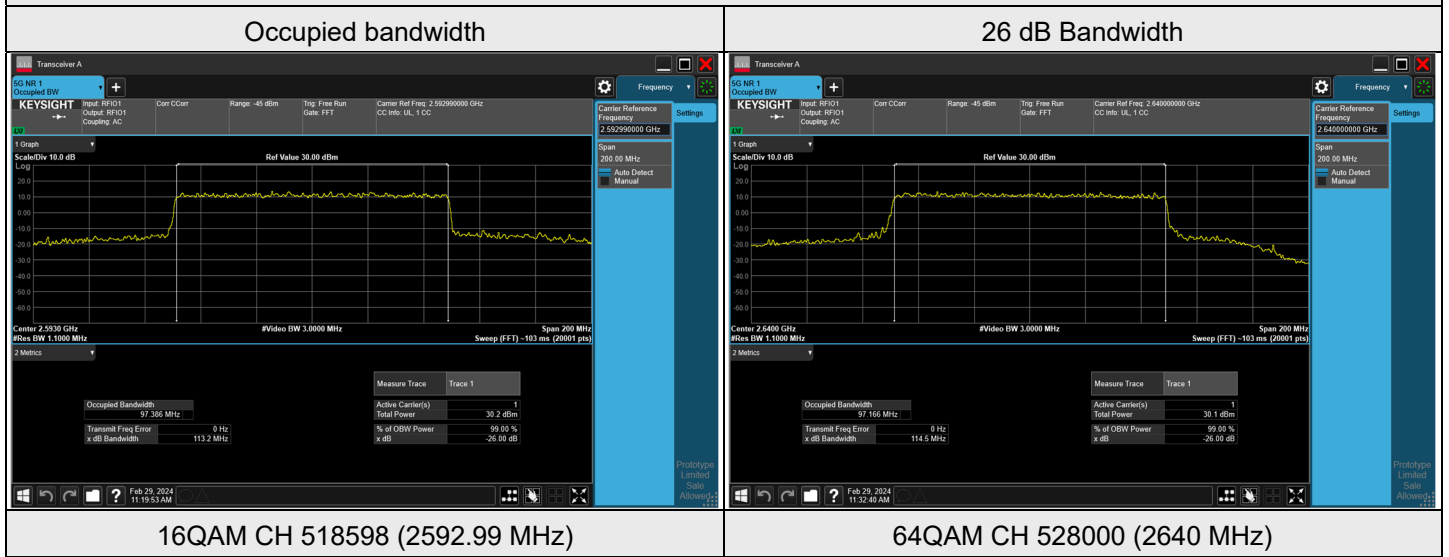 Occupied bandwidth
26 dB Bandwidth
Transceiver A
5G NR 1
Occupied BW
+
Frequency
KEYSIGHT
Input: RFIO1
Output: RFIO1
Coupling: AC
Corr CCorr
Range: -45 dBm
Trig: Free Run
Gate: FFT
Carrier Ref Freq: 2.592990000 GHz
CC Info: UL, 1 CC
LXI
Carrier Reference
Frequency
2.592990000 GHz
Settings
Span
200.00 MHz
Auto Detect
Manual
1 Graph
Scale/Div 10.0 dB
Ref Value 30.00 dBm
Log
20.0
10.0
0.00
-10.0
-20.0
-30.0
-40.0
-50.0
-60.0
Center 2.5930 GHz
#Video BW 3.0000 MHz
Span 200 MHz
#Res BW 1.1000 MHz
Sweep (FFT) ~103 ms (20001 pts)
2 Metrics
Measure Trace
Trace 1
Occupied Bandwidth
97.386 MHz
Active Carrier(s)
1
Total Power
30.2 dBm
Transmit Freq Error
0 Hz
x dB Bandwidth
113.2 MHz
% of OBW Power
99.00 %
x dB
-26.00 dB
Prototype
Limited
Sale
Allowed
?
Feb 29, 2024
11:19:53 AM
Transceiver A
5G NR 1
Occupied BW
+
Frequency
KEYSIGHT
Input: RFIO1
Output: RFIO1
Coupling: AC
Corr CCorr
Range: -45 dBm
Trig: Free Run
Gate: FFT
Carrier Ref Freq: 2.640000000 GHz
CC Info: UL, 1 CC
LXI
Carrier Reference
Frequency
2.640000000 GHz
Settings
Span
200.00 MHz
Auto Detect
Manual
1 Graph
Scale/Div 10.0 dB
Ref Value 30.00 dBm
Log
20.0
10.0
0.00
-10.0
-20.0
-30.0
-40.0
-50.0
-60.0
Center 2.6400 GHz
#Video BW 3.0000 MHz
Span 200 MHz
#Res BW 1.1000 MHz
Sweep (FFT) ~103 ms (20001 pts)
2 Metrics
Measure Trace
Trace 1
Occupied Bandwidth
97.166 MHz
Active Carrier(s)
1
Total Power
30.1 dBm
Transmit Freq Error
0 Hz
x dB Bandwidth
114.5 MHz
% of OBW Power
99.00 %
x dB
-26.00 dB
Prototype
Limited
Sale
Allowed
?
Feb 29, 2024
11:32:40 AM
16QAM CH 518598 (2592.99 MHz)
64QAM CH 528000 (2640 MHz)